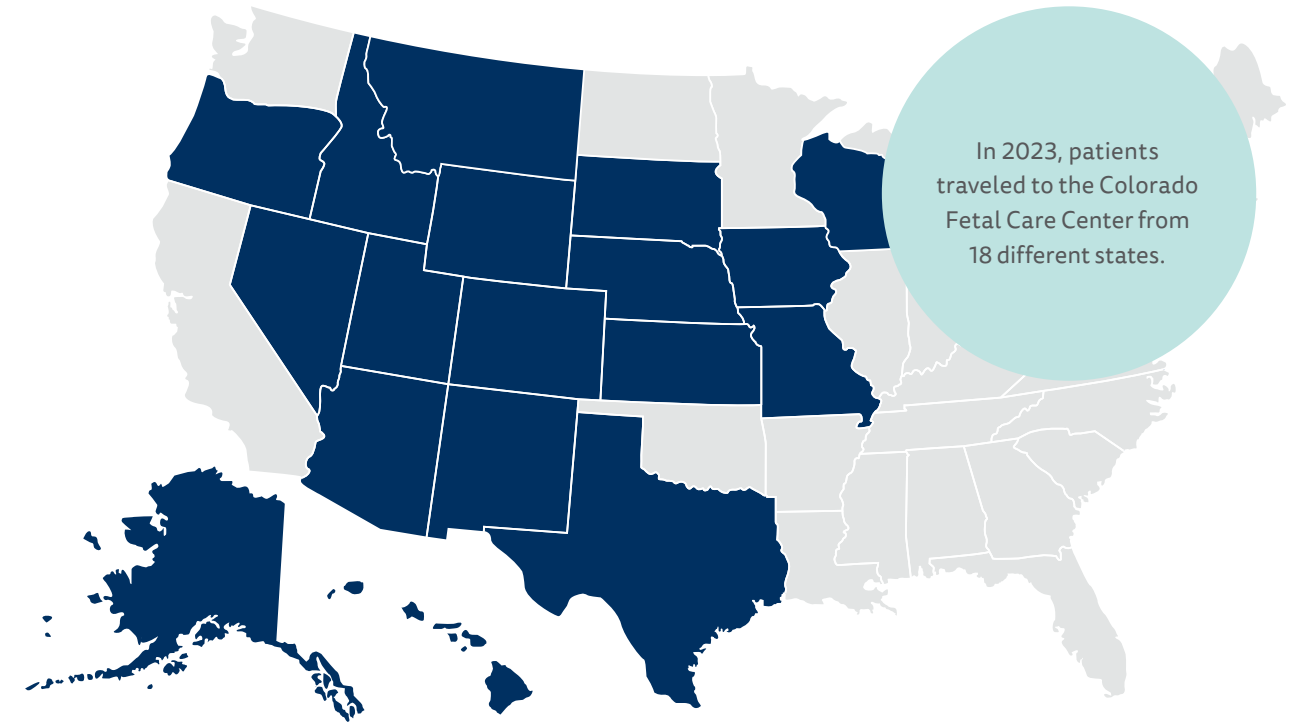 In 2023, patients
traveled to the Colorado
Fetal Care Center from
18 different states.